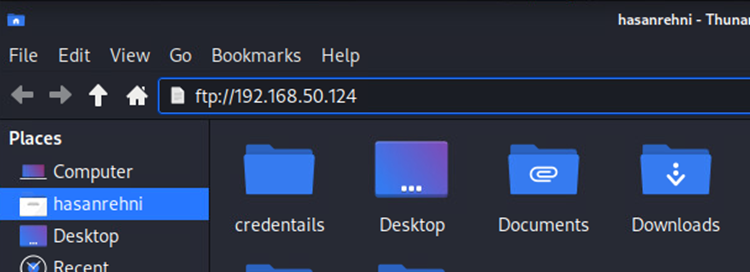 hasanrehni - Thuna
File Edit View Go Bookmarks Help
ftp://192.168.50.124
Places
Computer
hasanrehni
Desktop
Recent
credentails Desktop Documents Downloads